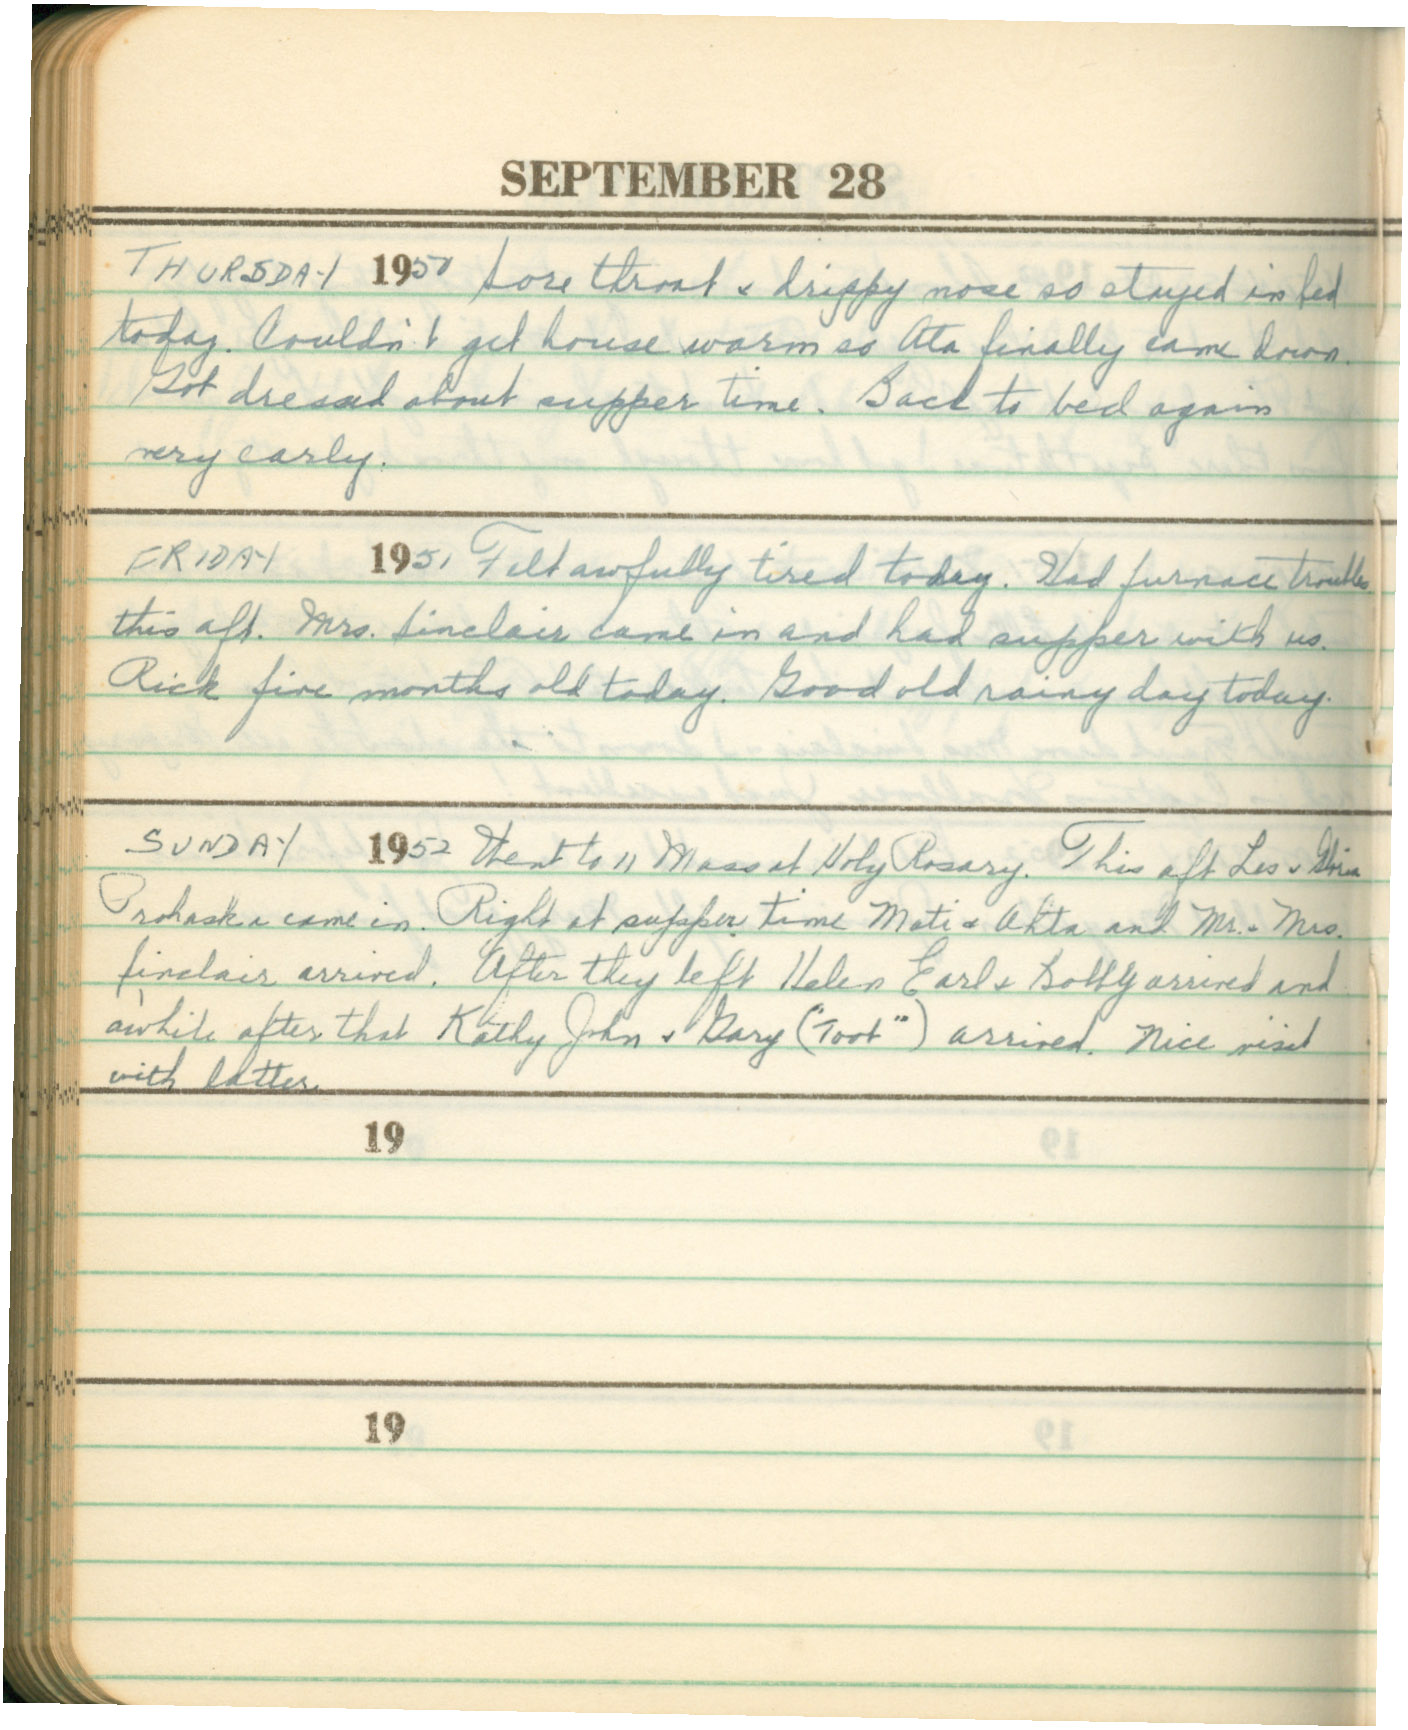 SEPTEMBER 28
THURSDAY 1950 Sore throat & drippy nose so stayed in bed
today. Couldn't get house warm so Ata finally came down.
Got dressed about supper time. Back to bed again
very early.
FRIDAY 1951 Felt awfully tired today. Had furnace troubles
this aft. Mrs. Sinclair came in and had supper with us.
Rick five months old today. Good old rainy day today.
SUNDAY 1952 Went to 11 Mass at Holy Rosary. This aft Les &
Prohaska came in. Right at supper time Mati & Ahta and Mr. & Mrs.
Sinclair arrived. After they left Helen Earl & Bobby arrived and
awhile after that Kathy John & Gary ("Toot") arrived. Nice visit
with latter.
19
19